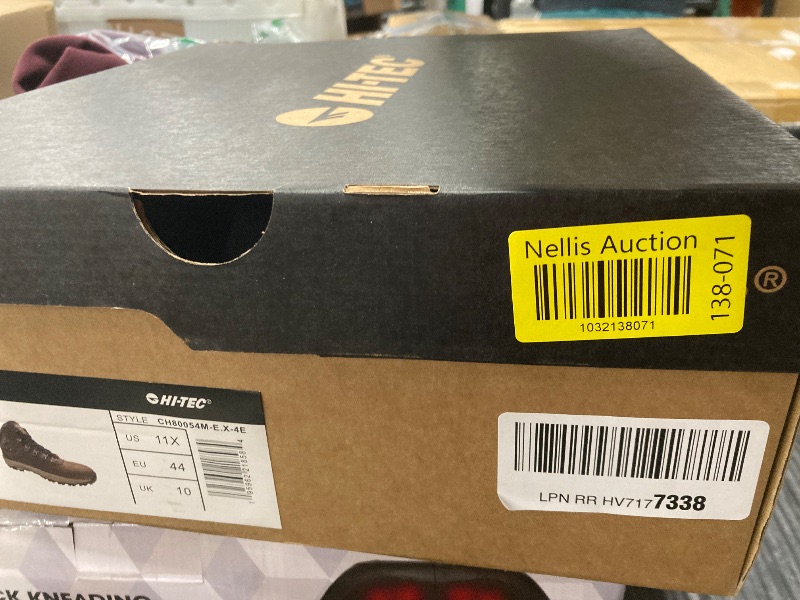 HI-TEC
Nellis Auction
1032138071
138-071
®
HI-TEC®
STYLE CH80054M-E.X-4E
US 11X
EU 44
UK 10
LPN RR HV7177338
CK KNEADING